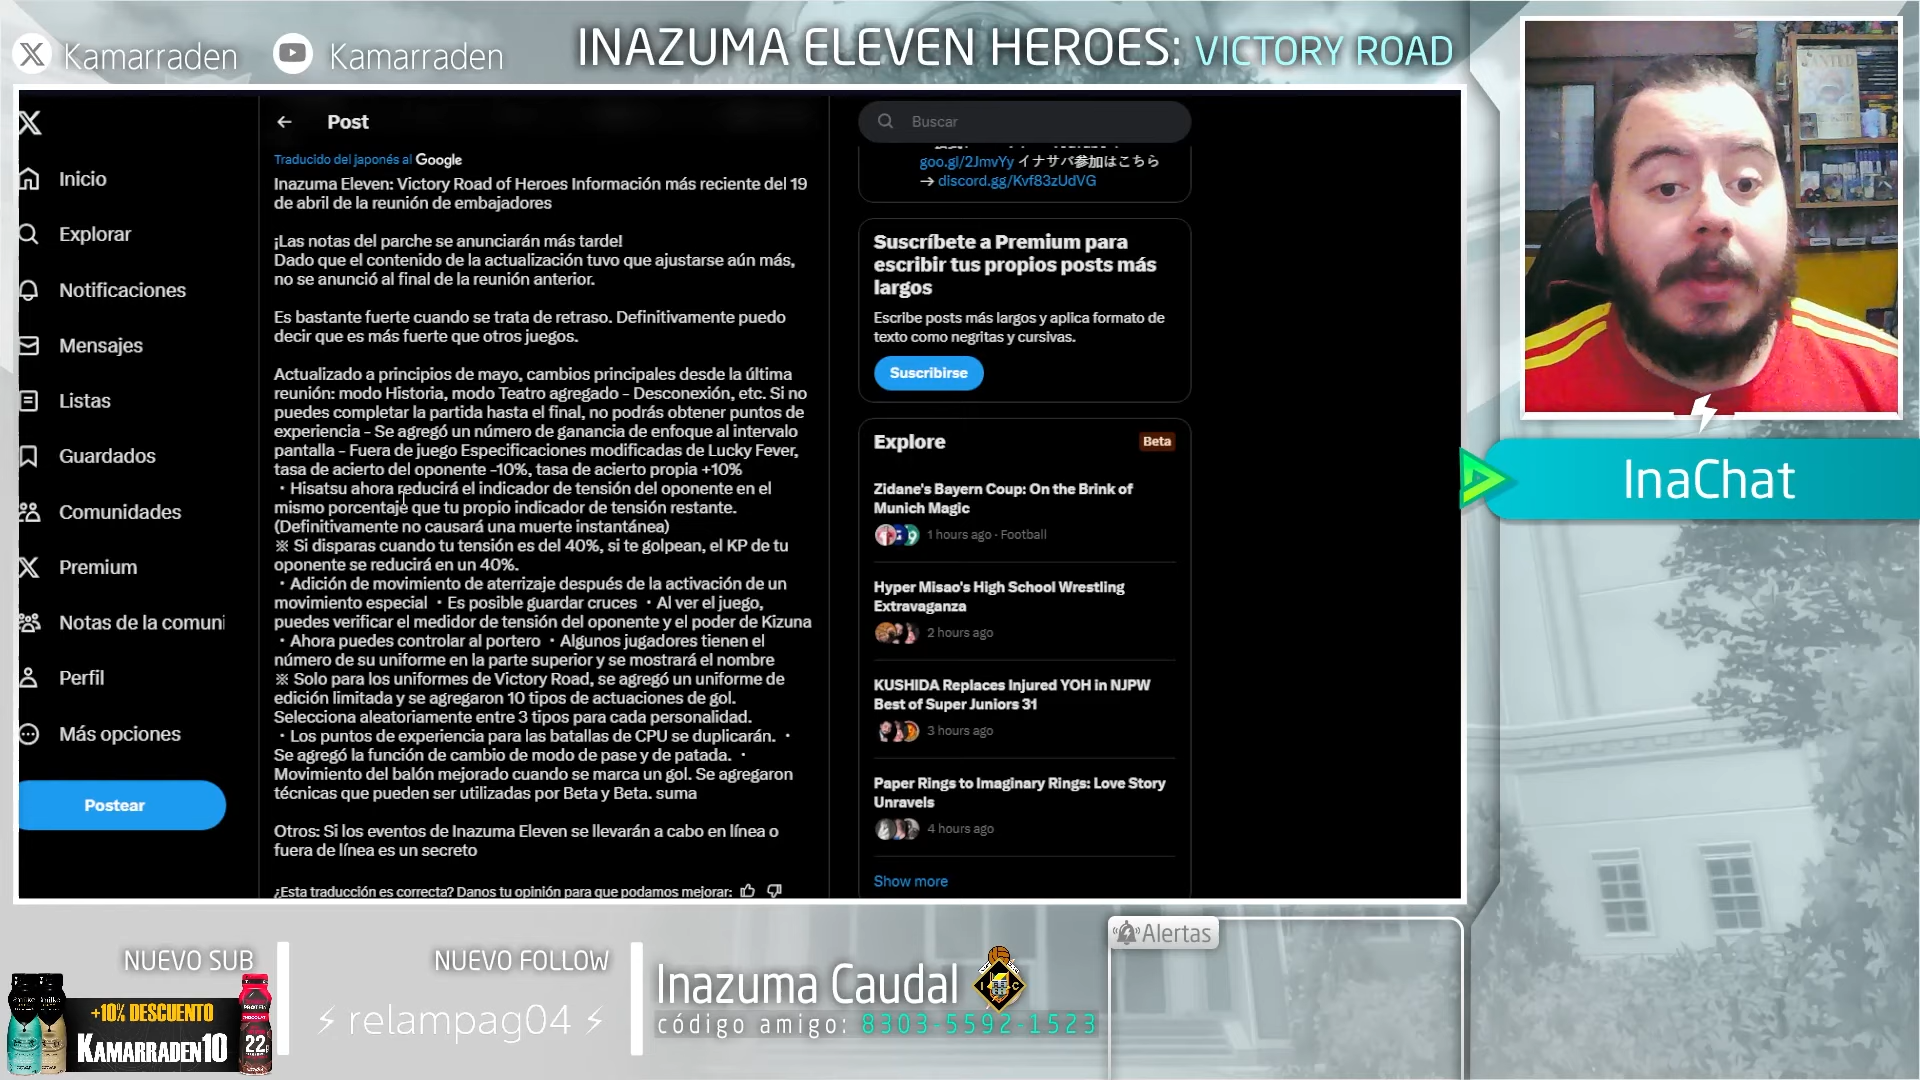 Kamarraden
Kamarraden
INAZUMA ELEVEN HEROES: VICTORY ROAD
Inicio
Explorar
Notificaciones
Mensajes
Listas
Guardados
Comunidades
Premium
Notas de la comuni
Perfil
Más opciones
Postear
Post
Traducido del japonés al Google
Inazuma Eleven: Victory Road of Heroes Información más reciente del 19
de abril de la reunión de embajadores
¡Las notas del parche se anunciarán más tarde!
Dado que el contenido de la actualización tuvo que ajustarse aún más,
no se anunció al final de la reunión anterior.
Es bastante fuerte cuando se trata de retraso. Definitivamente puedo
decir que es más fuerte que otros juegos.
Actualizado a principios de mayo, cambios principales desde la última
reunión: modo Historia, modo Teatro agregado - Desconexión, etc. Si no
puedes completar la partida hasta el final, no podrás obtener puntos de
experiencia - Se agregó un número de ganancia de enfoque al intervalo
pantalla - Fuera de juego Especificaciones modificadas de Lucky Fever,
tasa de acierto del oponente -10%, tasa de acierto propia +10%
・Hisatsu ahora reducirá el indicador de tensión del oponente en el
mismo porcentaje que tu propio indicador de tensión restante.
(Definitivamente no causará una muerte instantánea)
※ Si disparas cuando tu tensión es del 40%, si te golpean, el KP de tu
oponente se reducirá en un 40%.
・Adición de movimiento de aterrizaje después de la activación de un
movimiento especial ・Es posible guardar cruces ・Al ver el juego,
puedes verificar el medidor de tensión del oponente y el poder de Kizuna
・Ahora puedes controlar al portero ・Algunos jugadores tienen el
número de su uniforme en la parte superior y se mostrará el nombre
※ Solo para los uniformes de Victory Road, se agregó un uniforme de
edición limitada y se agregaron 10 tipos de actuaciones de gol.
Selecciona aleatoriamente entre 3 tipos para cada personalidad.
・Los puntos de experiencia para las batallas de CPU se duplicarán. ・
Se agregó la función de cambio de modo de pase y de patada. ・
Movimiento del balón mejorado cuando se marca un gol. Se agregaron
técnicas que pueden ser utilizadas por Beta y Beta. suma
Otros: Si los eventos de Inazuma Eleven se llevarán a cabo en línea o
fuera de línea es un secreto
¿Esta traducción es correcta? Danos tu opinión para que podamos mejorar:
Buscar
goo.gl/2JmvYy イナサバ参加はこちら
→ discord.gg/Kvf83zUdVG
Suscríbete a Premium para
escribir tus propios posts más
largos
Escribe posts más largos y aplica formato de
texto como negritas y cursivas.
Suscribirse
Explore Beta
Zidane's Bayern Coup: On the Brink of
Munich Magic
1 hours ago · Football
Hyper Misao's High School Wrestling
Extravaganza
2 hours ago
KUSHIDA Replaces Injured YOH in NJPW
Best of Super Juniors 31
3 hours ago
Paper Rings to Imaginary Rings: Love Story
Unravels
4 hours ago
Show more
InaChat
NUEVO SUB
+10% DESCUENTO
KAMARRADEN10
NUEVO FOLLOW
relampag04
Inazuma Caudal
código amigo: 8303-5592-1523
Alertas